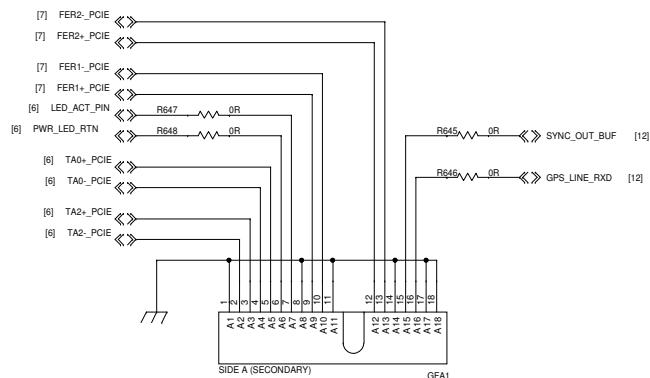 [7] FER2-_PCIE
[7] FER2+_PCIE
[7] FER1-_PCIE
[7] FER1+_PCIE
[6] LED_ACT_PIN R647 0R
[6] PWR_LED_RTN R648 0R
R645 0R SYNC_OUT_BUF [12]
[6] TA0+_PCIE
[6] TA0-_PCIE
R646 0R GPS_LINE_RXD [12]
[6] TA2+_PCIE
[6] TA2-_PCIE
1 2 3 4 5 6 7 8 9 10 11 12 13 14 15 16 17 18
A1 A2 A3 A4 A5 A6 A7 A8 A9 A10 A11 A12 A13 A14 A15 A16 A17 A18
SIDE A (SECONDARY)
GFA1